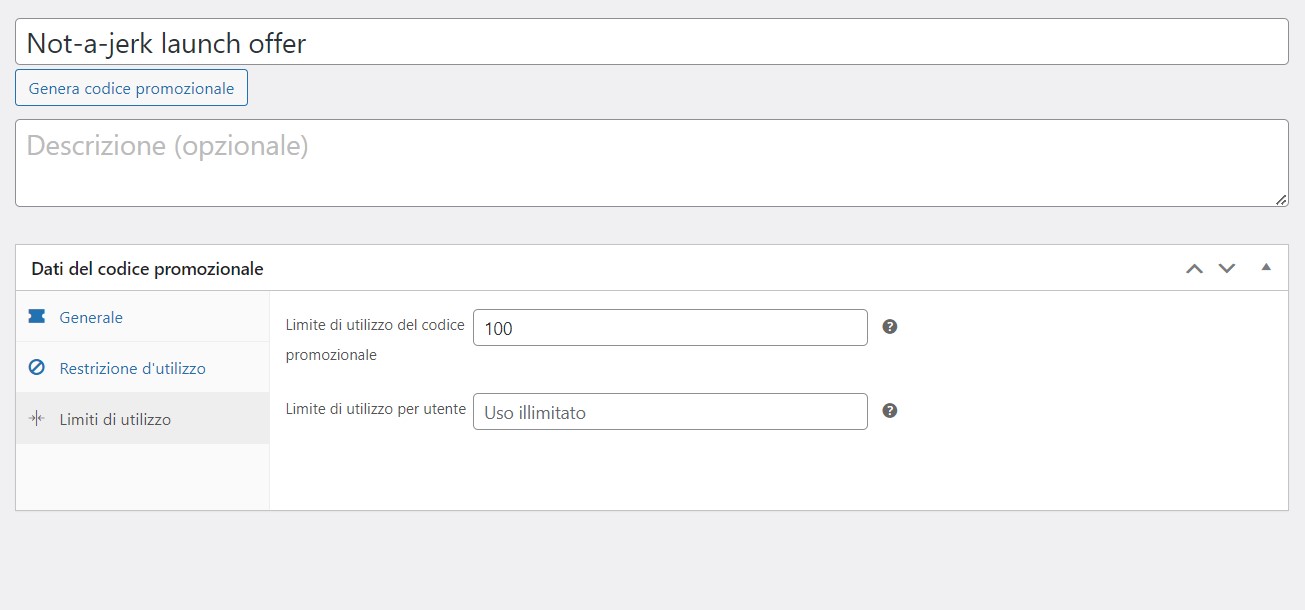 Not-a-jerk launch offer
Genera codice promozionale
Descrizione (opzionale)
Dati del codice promozionale
Generale
Restrizione d'utilizzo
Limiti di utilizzo
Limite di utilizzo del codice
promozionale
100
?
Limite di utilizzo per utente
Uso illimitato
?